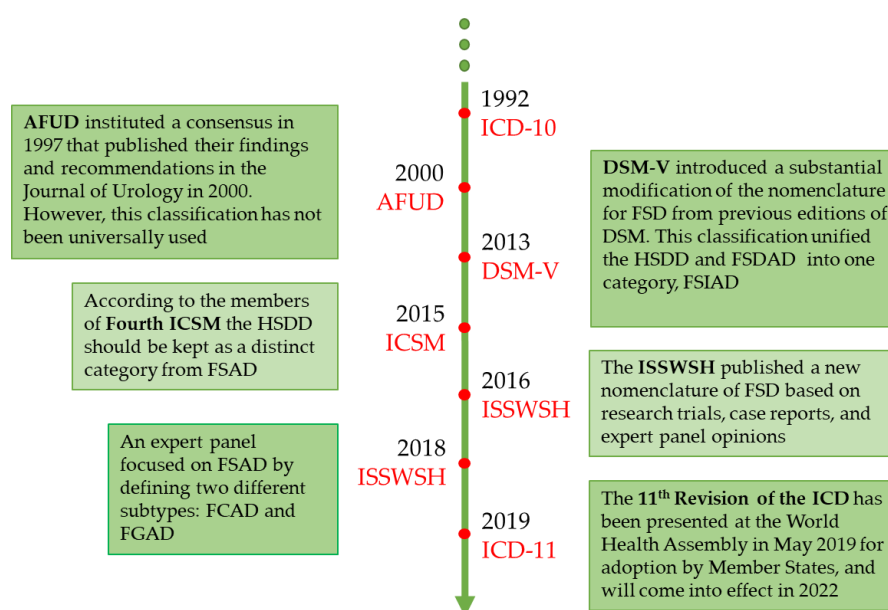 1992
ICD-10
AFUD instituted a consensus in
1997 that published their findings
and recommendations in the
Journal of Urology in 2000.
However, this classification has not
been universally used
2000
AFUD
DSM-V introduced a substantial
modification of the nomenclature
for FSD from previous editions of
DSM. This classification unified
the HSDD and FSDAD into one
category, FSIAD
2013
DSM-V
According to the members
of Fourth ICSM the HSDD
should be kept as a distinct
category from FSAD
2015
ICSM
2016
ISSWSH
The ISSWSH published a new
nomenclature of FSD based on
research trials, case reports, and
expert panel opinions
An expert panel
focused on FSAD by
defining two different
subtypes: FCAD and
FGAD
2018
ISSWSH
2019
ICD-11
The 11th Revision of the ICD has
been presented at the World
Health Assembly in May 2019 for
adoption by Member States, and
will come into effect in 2022